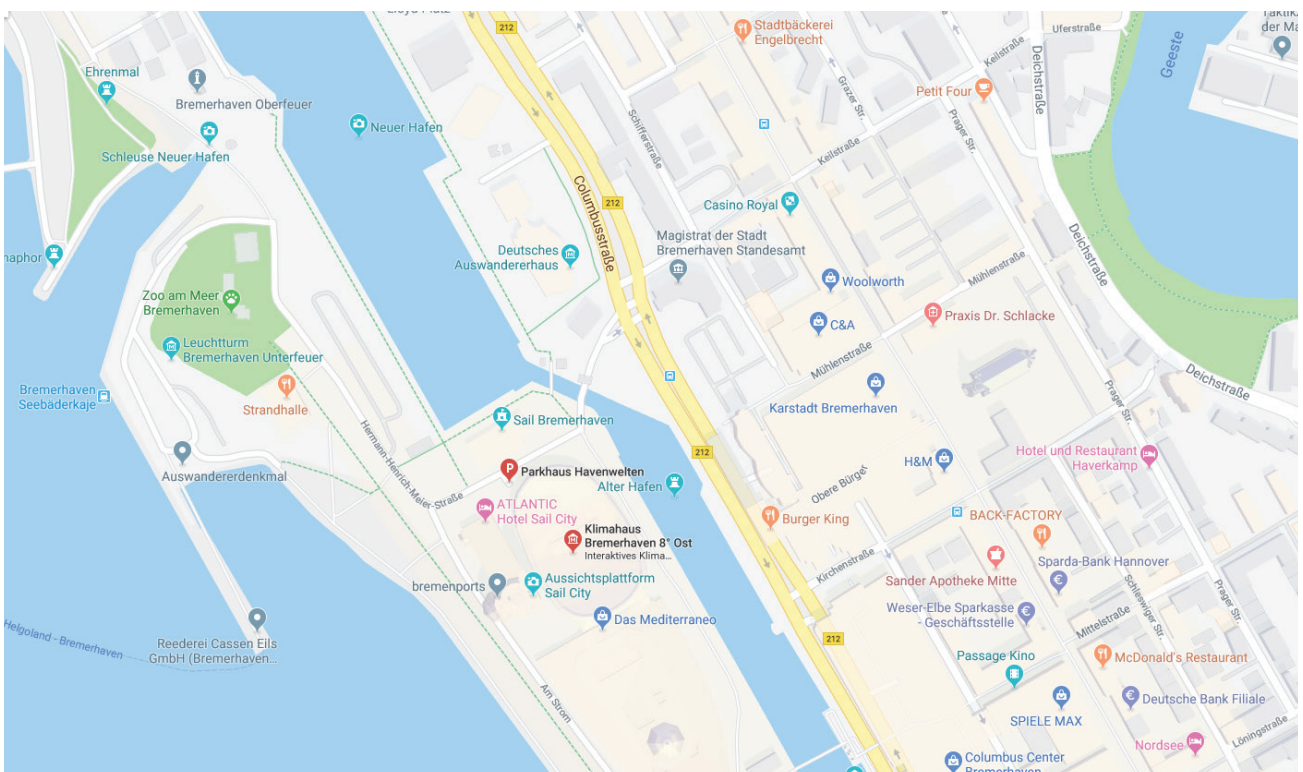 Lloyd Platz
212
Stadtbäckerei
Engelbrecht
Uferstraße
der Ma
Ehrenmal
Bremerhaven Oberfeuer
Neuer Hafen
Schleuse Neuer Hafen
Keilstraße
Deichstraße
Geeste
Petit Four
Grazer Str.
Prager Str.
Schifferstraße
Keilstraße
Columbusstraße
212
Casino Royal
Magistrat der Stadt
Bremerhaven Standesamt
Deutsches
Auswandererhaus
Deichstraße
naphor
Woolworth
Mühlenstraße
Zoo am Meer
Bremerhaven
C&A
Praxis Dr. Schlacke
Leuchtturm
Bremerhaven Unterfeuer
Mühlenstraße
Deichstraße
Bremerhaven
Seebäderkaje
Strandhalle
Karstadt Bremerhaven
Prager Str.
Sail Bremerhaven
Hermann-Henrich-Meier-Straße
212
Hotel und Restaurant
Haverkamp
H&M
Auswandererdenkmal
Parkhaus Havenwelten
Alter Hafen
Obere Bürger
ATLANTIC
Hotel Sail City
Burger King
BACK-FACTORY
Klimahaus
Bremerhaven 8° Ost
Interaktives Klima...
Sparda-Bank Hannover
Kirchenstraße
Sander Apotheke Mitte
bremenports
Aussichtsplattform
Sail City
Weser-Elbe Sparkasse
- Geschäftsstelle
Schleswiger Str.
Prager Str.
Das Mediterraneo
Mittelstraße
Helgoland - Bremerhaven
Reederei Cassen Eils
GmbH (Bremerhaven...
212
Passage Kino
McDonald's Restaurant
Am Strom
Deutsche Bank Filiale
SPIELE MAX
Nordsee
Löningstraße
Columbus Center
Bremerhaven